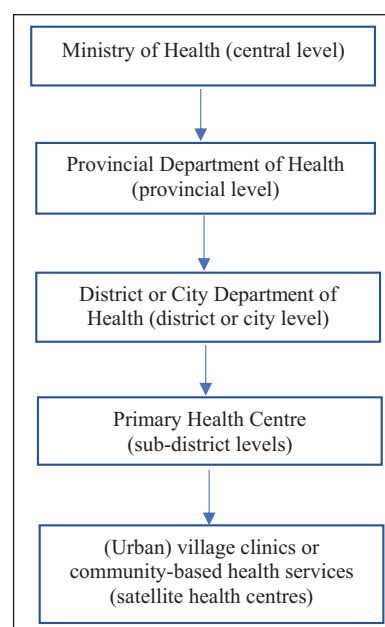 Ministry of Health (central level)
Provincial Department of Health
(provincial level)
District or City Department of
Health (district or city level)
Primary Health Centre
(sub-district levels)
(Urban) village clinics or
community-based health services
(satellite health centres)